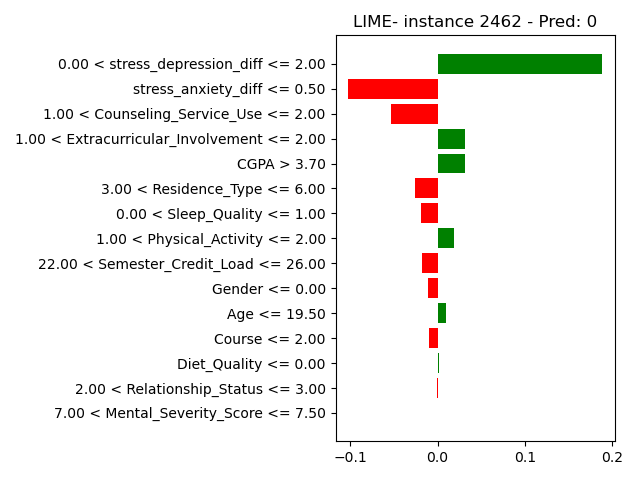 LIME- instance 2462 - Pred: 0
0.00 < stress_depression_diff <= 2.00
stress_anxiety_diff <= 0.50
1.00 < Counseling_Service_Use <= 2.00
1.00 < Extracurricular_Involvement <= 2.00
CGPA > 3.70
3.00 < Residence_Type <= 6.00
0.00 < Sleep_Quality <= 1.00
1.00 < Physical_Activity <= 2.00
22.00 < Semester_Credit_Load <= 26.00
Gender <= 0.00
Age <= 19.50
Course <= 2.00
Diet_Quality <= 0.00
2.00 < Relationship_Status <= 3.00
7.00 < Mental_Severity_Score <= 7.50
−0.1 0.0 0.1 0.2